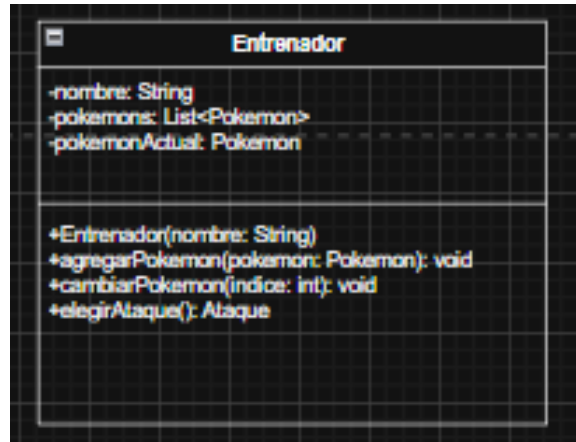 Entrenador
-nombre: String
-pokemons: List<Pokemon>
-pokemonActual: Pokemon
+Entrenador(nombre: String)
+agregarPokemon(pokemon: Pokemon): void
+cambiarPokemon(indice: int): void
+elegirAtaque(): Ataque